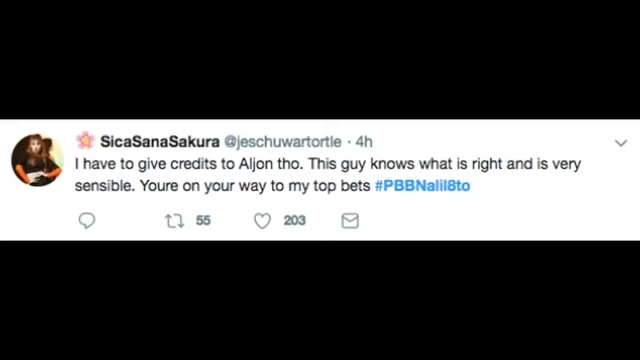 🌸 SicaSanaSakura @jeschuwartortle · 4h
I have to give credits to Aljon tho. This guy knows what is right and is very
sensible. Youre on your way to my top bets #PBBNalil8to
55 203